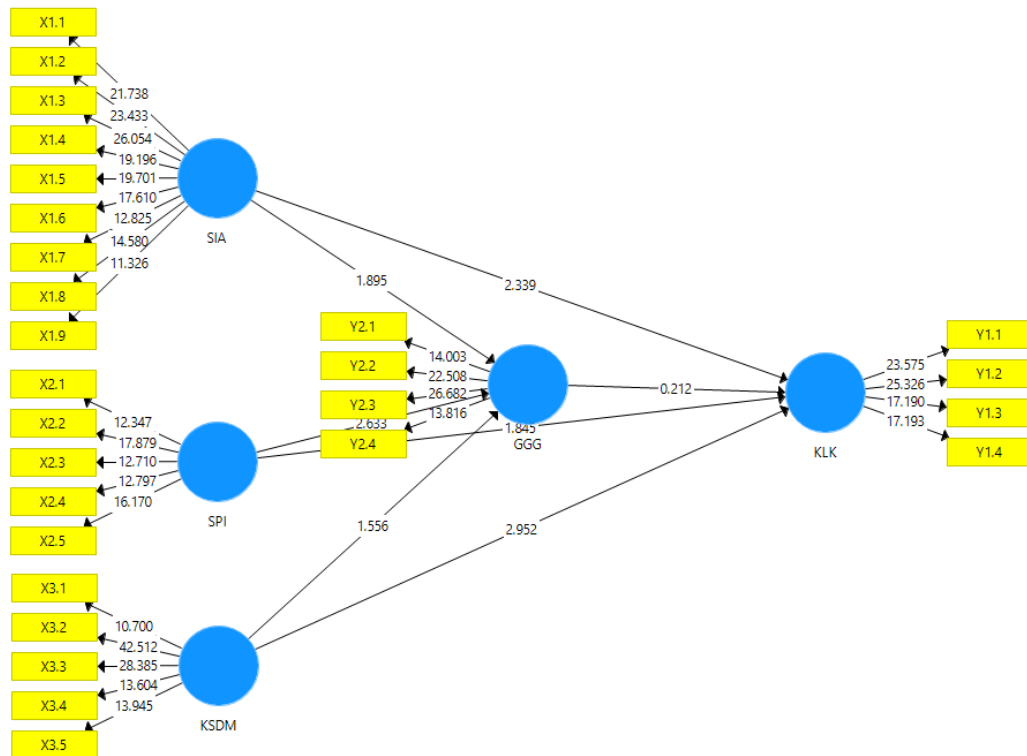 X1.1
X1.2
X1.3
X1.4
X1.5
X1.6
X1.7
X1.8
X1.9
21.738
23.433
26.054
19.196
19.701
17.610
12.825
14.580
11.326
SIA
1.895
2.339
X2.1
X2.2
X2.3
X2.4
X2.5
12.347
17.879
12.710
12.797
16.170
SPI
2.633
1.845
Y2.1
Y2.2
Y2.3
Y2.4
14.003
22.508
26.682
13.816
GGG
0.212
X3.1
X3.2
X3.3
X3.4
X3.5
10.700
42.512
28.385
13.604
13.945
KSDM
1.556
2.952
KLK
23.575
25.326
17.190
17.193
Y1.1
Y1.2
Y1.3
Y1.4